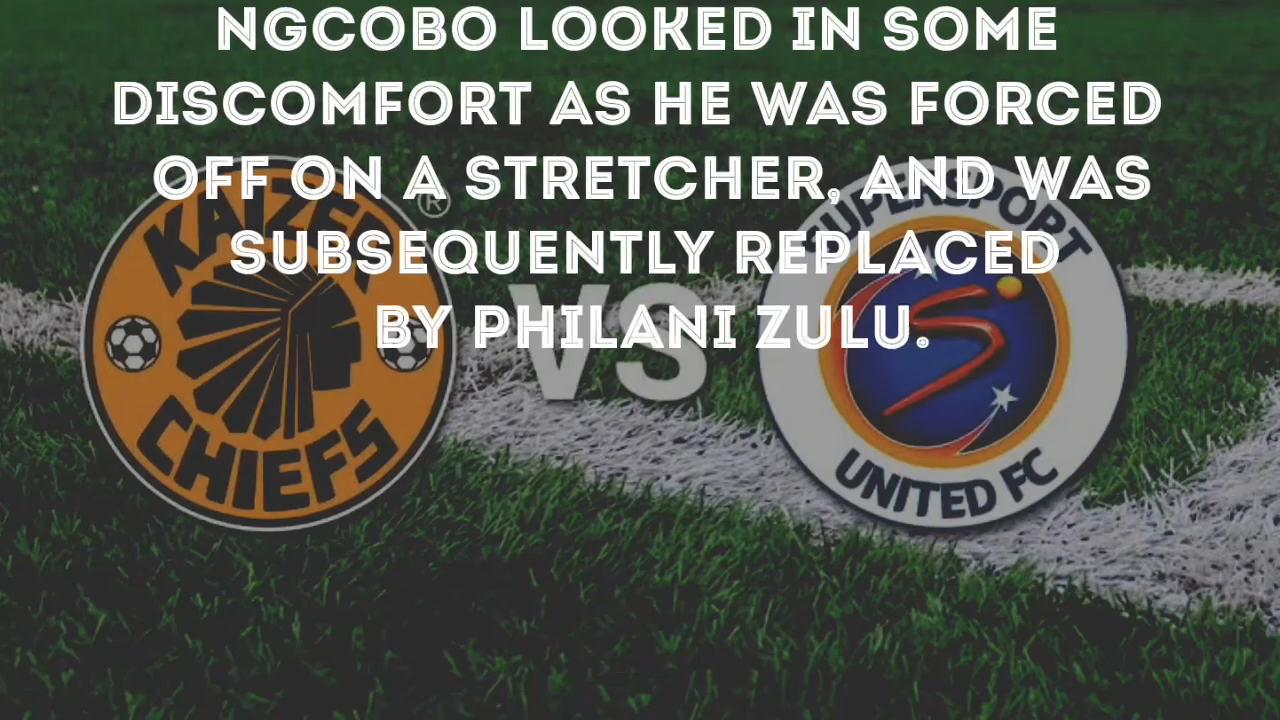 NGCOBO LOOKED IN SOME
DISCOMFORT AS HE WAS FORCED
OFF ON A STRETCHER, AND WAS
SUBSEQUENTLY REPLACED
BY PHILANI ZULU.
KAIZER
®
CHIEFS
VS
SUPERSPORT
UNITED FC